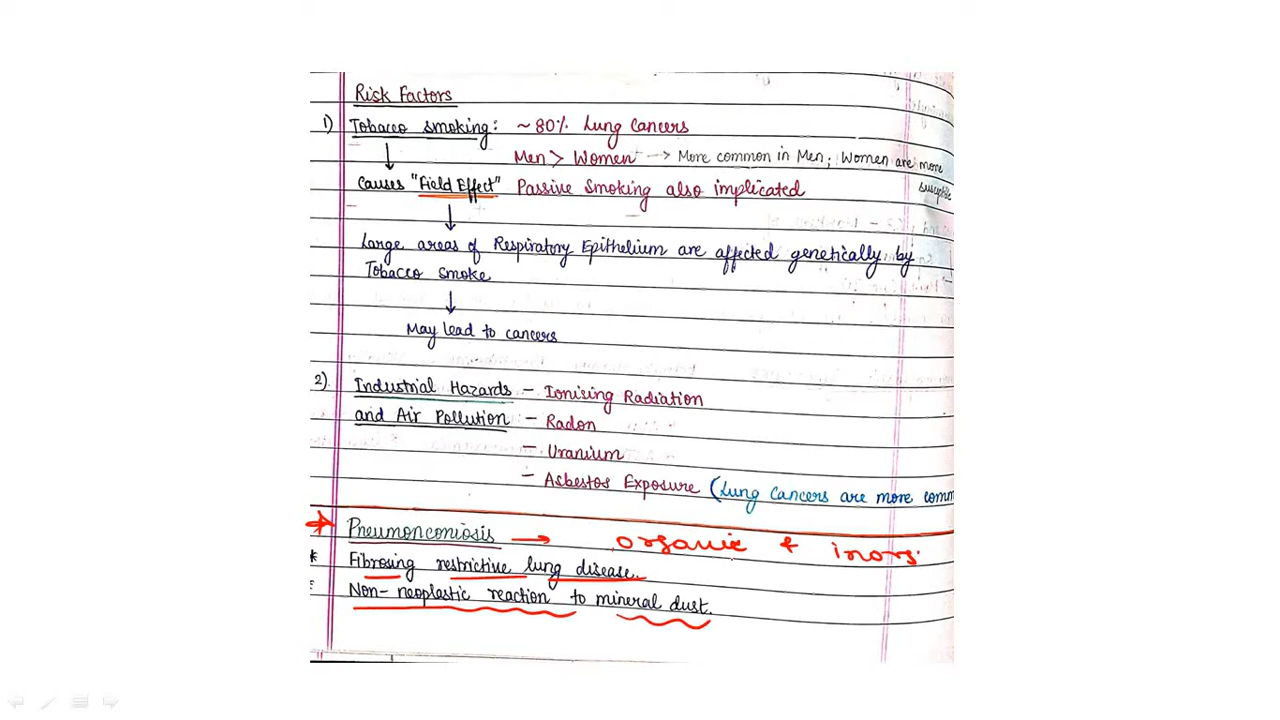 Risk Factors
1) Tobacco smoking: ~ 80% Lung Cancers
Men > Women --> More common in Men; Women are more susceptible
Causes "Field Effect" Passive Smoking also implicated
Large areas of Respiratory Epithelium are affected genetically by
Tobacco smoke
May lead to cancers
2) Industrial Hazards - Ionising Radiation
and Air Pollution - Radon
- Uranium
- Asbestos Exposure (Lung Cancers are more comm
Pneumonconiosis → organic & inorg.
* Fibrosing restrictive lung disease.
Non-neoplastic reaction to mineral dust.